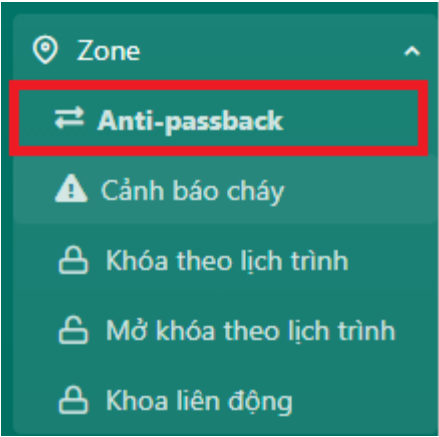 Zone
Anti-passback
Cảnh báo cháy
Khóa theo lịch trình
Mở khóa theo lịch trình
Khoa liên động